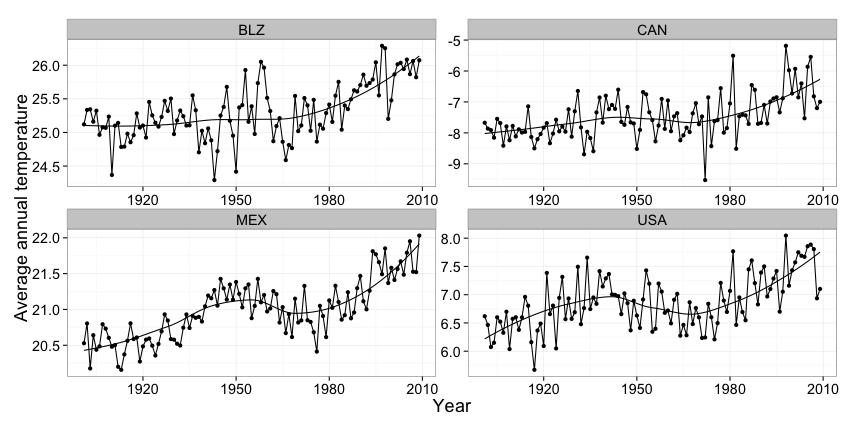 BLZ CAN
26.0 25.5 25.0 24.5
-5 -6 -7 -8 -9
1920 1950 1980 2010 1920 1950 1980 2010
MEX USA
22.0 21.5 21.0 20.5
8.0 7.5 7.0 6.5 6.0
1920 1950 1980 2010 1920 1950 1980 2010
Average annual temperature
Year